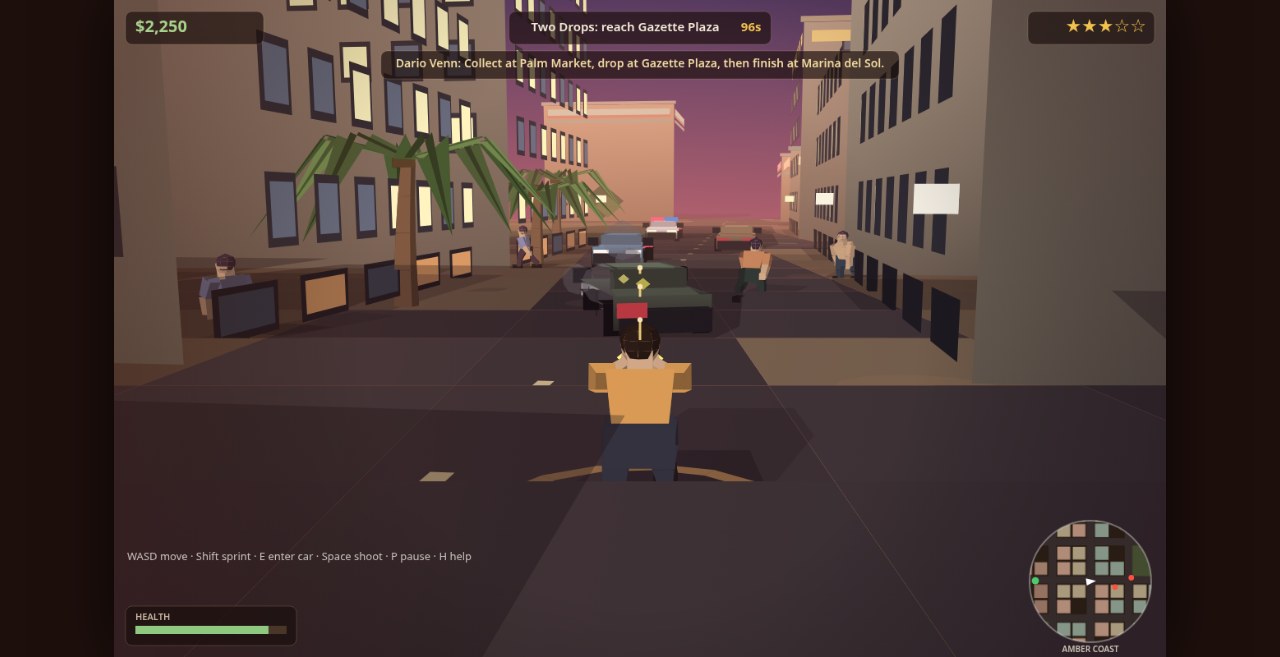 $2,250
Two Drops: reach Gazette Plaza 96s
★★★☆☆
Dario Venn: Collect at Palm Market, drop at Gazette Plaza, then finish at Marina del Sol.
WASD move · Shift sprint · E enter car · Space shoot · P pause · H help
HEALTH
AMBER COAST